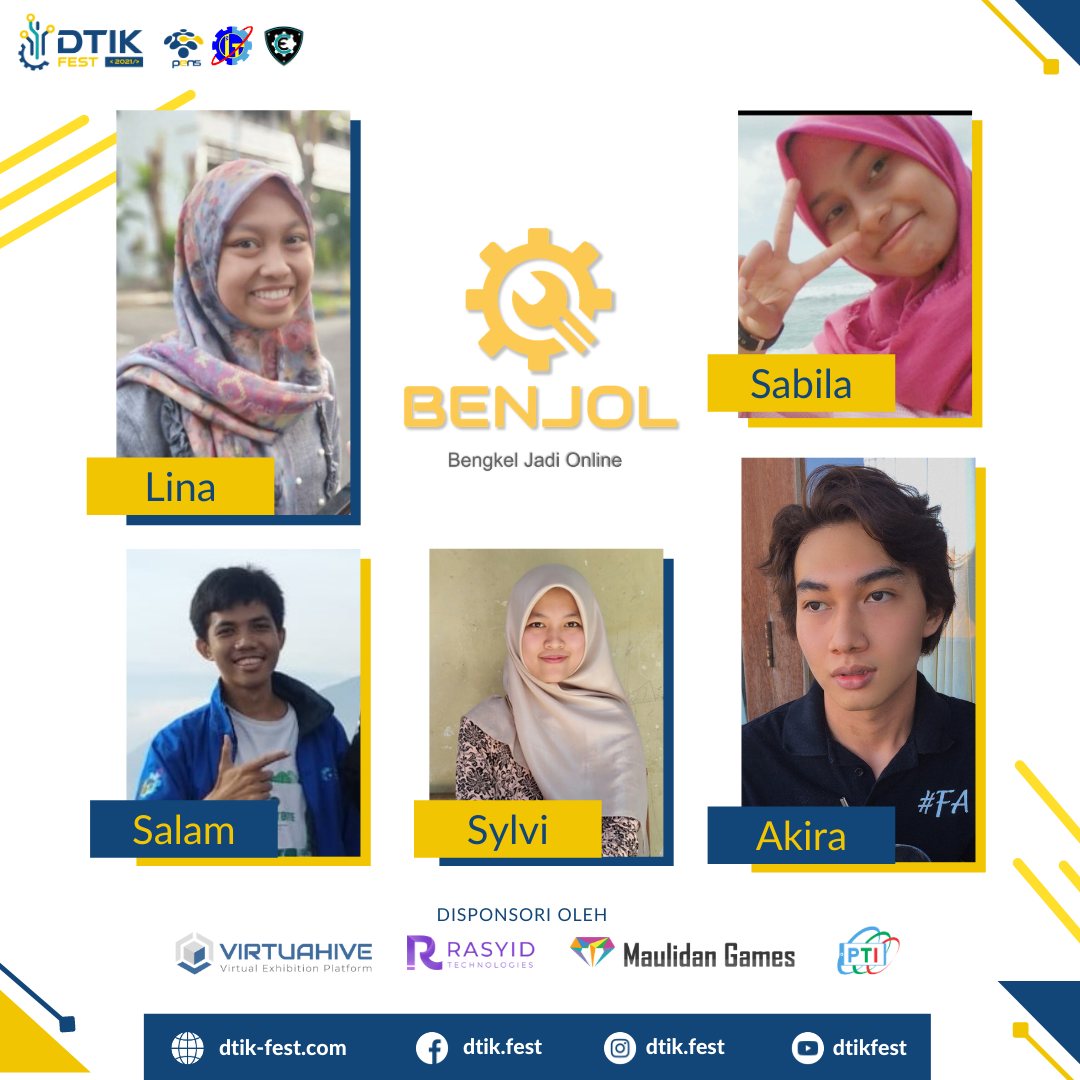 DTIK
FEST <2021/>
pens
IT
E
BENJOL
Bengkel Jadi Online
Lina
Sabila
Salam
Sylvi
Akira
#FA
DISPONSORI OLEH
VIRTUAHIVE
Virtual Exhibition Platform
RASYID
TECHNOLOGIES
Maulidan Games
PTI
dtik-fest.com
dtik.fest
dtik.fest
dtikfest